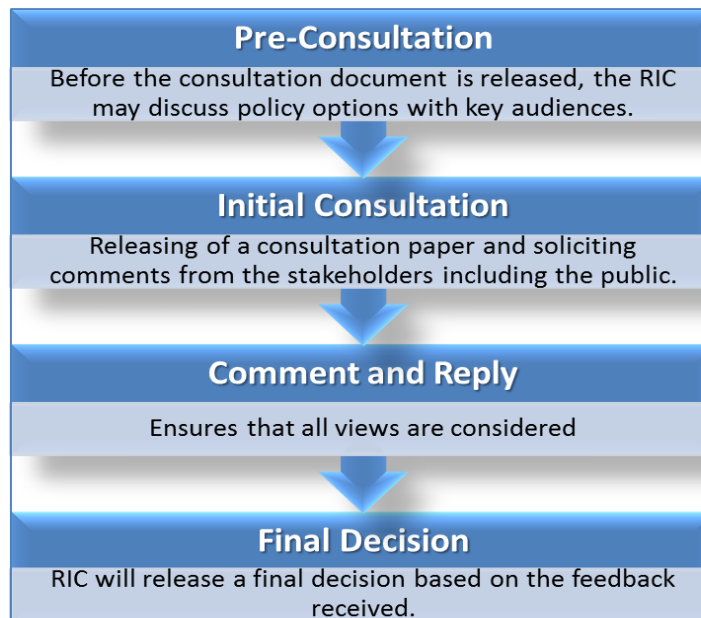 Pre-Consultation
Before the consultation document is released, the RIC
may discuss policy options with key audiences.
Initial Consultation
Releasing of a consultation paper and soliciting
comments from the stakeholders including the public.
Comment and Reply
Ensures that all views are considered
Final Decision
RIC will release a final decision based on the feedback
received.